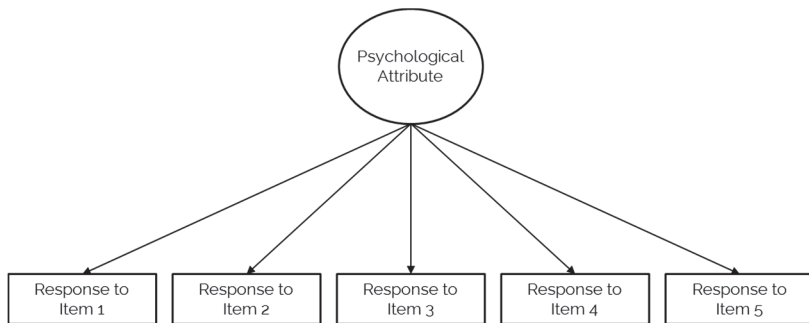 Psychological
Attribute
Response to
Item 1
Response to
Item 2
Response to
Item 3
Response to
Item 4
Response to
Item 5